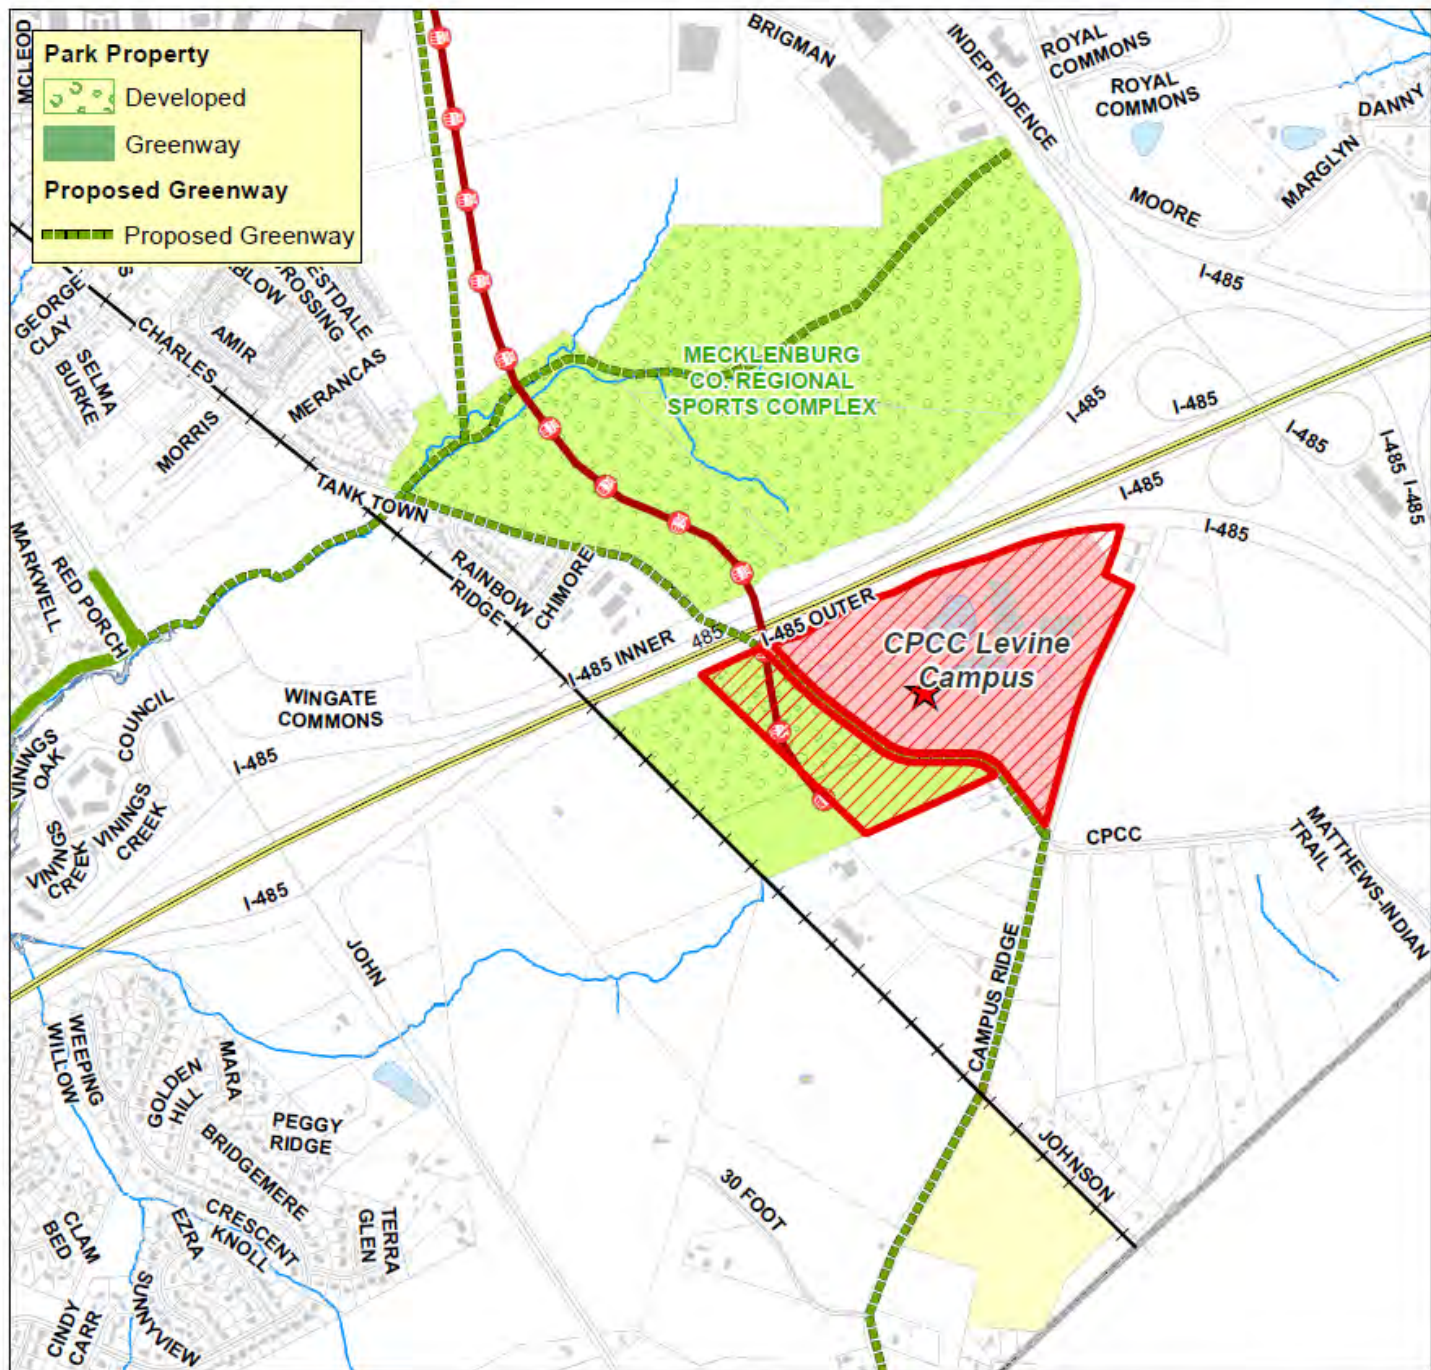 Park Property
Developed
Greenway
Proposed Greenway
Proposed Greenway
MCLEOD
BRIGMAN
INDEPENDENCE
ROYAL
COMMONS
ROYAL
COMMONS
DANNY
MARGLYN
MOORE
I-485
GEORGE
CLAY
SELMA
BURKE
CHARLES
AMIR
CROSSING
MERANCAS
MORRIS
MECKLENBURG
CO. REGIONAL
SPORTS COMPLEX
I-485
I-485
I-485
I-485
I-485
I-485
I-485
TANK TOWN
MARKWELL
RED PORCH
RAINBOW
RIDGE
CHIMORE
I-485 INNER
485
I-485 OUTER
CPCC Levine
Campus
WINGATE
COMMONS
COUNCIL
VININGS
OAK
I-485
VININGS
CREEK
VININGS
CREEK
I-485
CPCC
MATTHEWS-INDIAN
TRAIL
JOHN
CAMPUS RIDGE
WEEPING
WILLOW
GOLDEN
HILL
MARA
PEGGY
RIDGE
BRIDGEMERE
JOHNSON
30 FOOT
CRESCENT
KNOLL
EZRA
TERRA
GLEN
CLAM
BED
SUNNYVIEW
CINDY
CARR